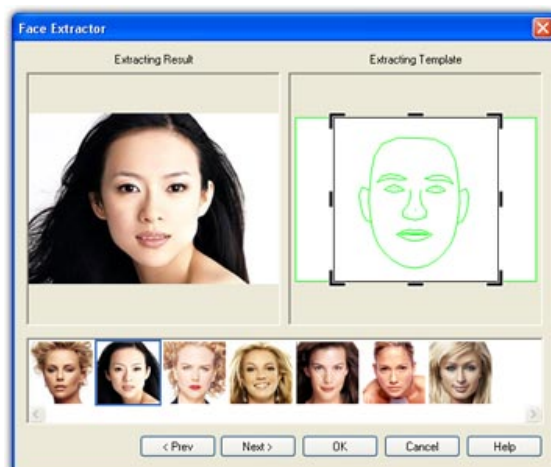 Face Extractor
Extracting Result
Extracting Template
< Prev
Next >
OK
Cancel
Help